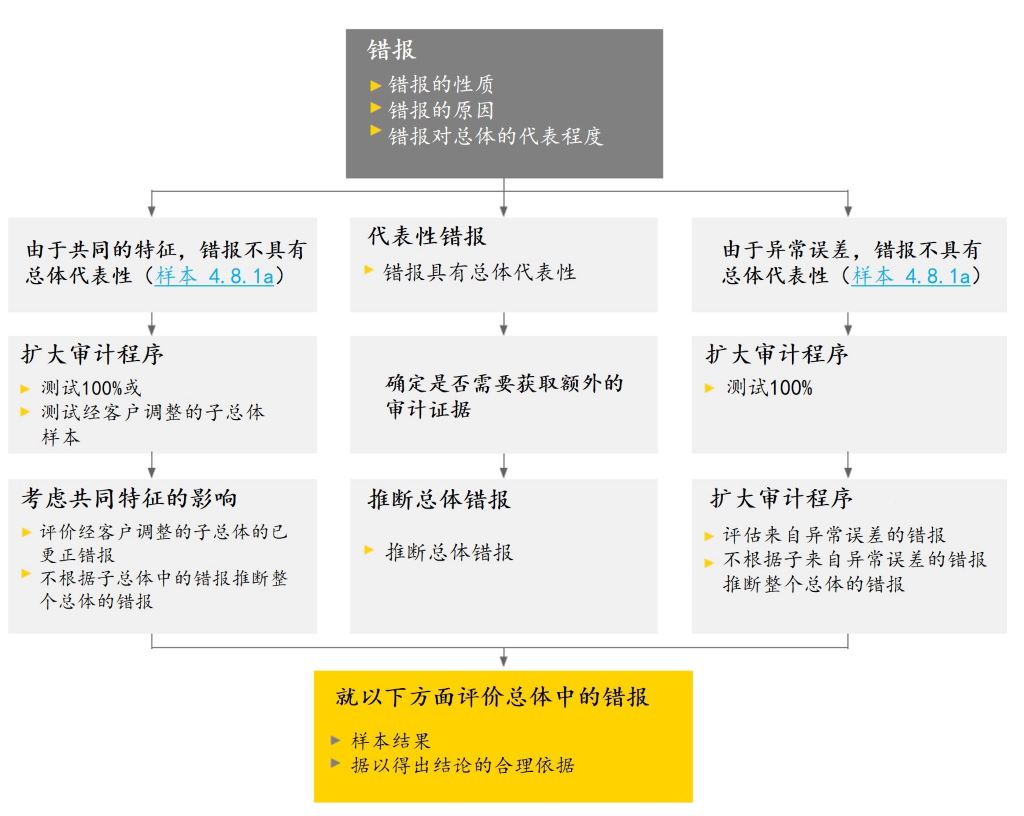 错报
错报的性质
错报的原因
错报对总体的代表程度
由于共同的特征，错报不具有
总体代表性（样本 4.8.1a）
扩大审计程序
测试100%或
测试经客户调整的子总体
样本
考虑共同特征的影响
评价经客户调整的子总体的已
更正错报
不根据子总体中的错报推断整
个总体的错报
代表性错报
错报具有总体代表性
确定是否需要获取额外的
审计证据
推断总体错报
推断总体错报
由于异常误差，错报不具有
总体代表性（样本 4.8.1a）
扩大审计程序
测试100%
扩大审计程序
评估来自异常误差的错报
不根据子来自异常误差的错报
推断整个总体的错报
就以下方面评价总体中的错报
样本结果
据以得出结论的合理依据